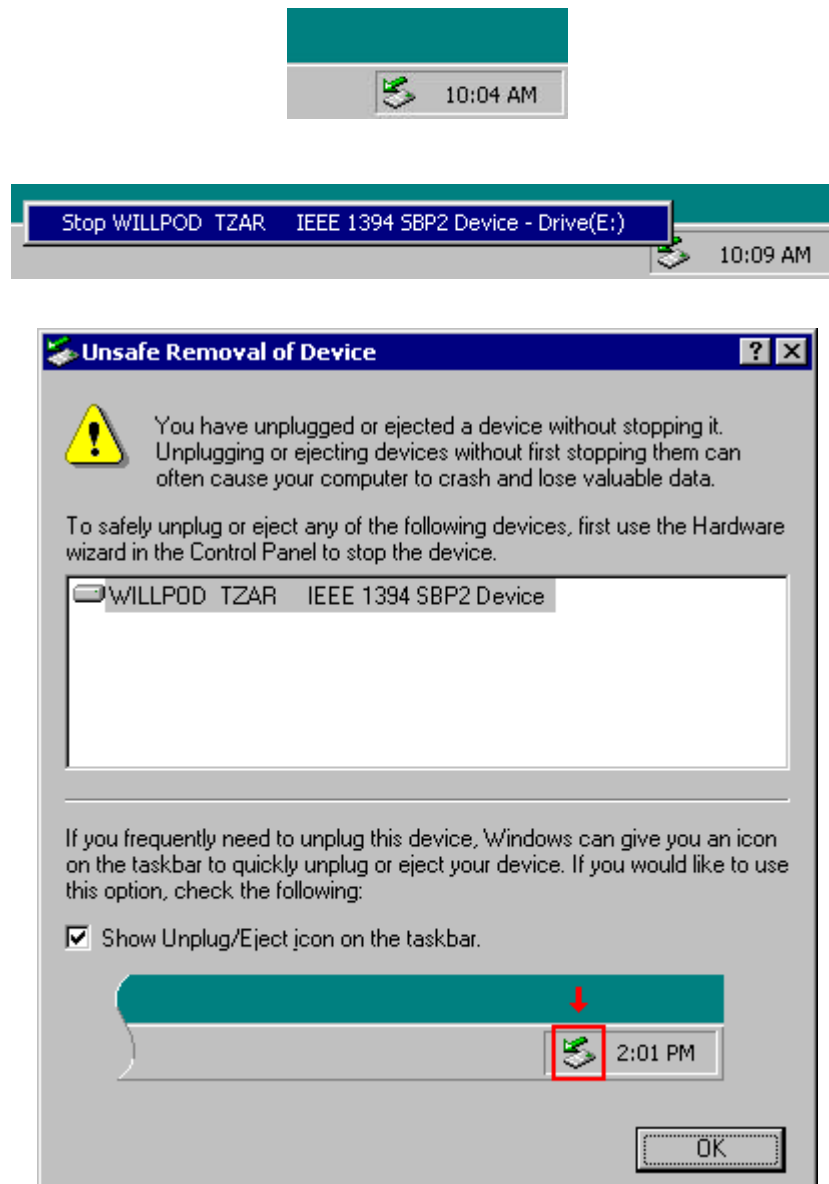 10:04 AM
Stop WILLPOD TZAR IEEE 1394 SBP2 Device - Drive(E:)
10:09 AM
Unsafe Removal of Device
You have unplugged or ejected a device without stopping it.
Unplugging or ejecting devices without first stopping them can
often cause your computer to crash and lose valuable data.
To safely unplug or eject any of the following devices, first use the Hardware
wizard in the Control Panel to stop the device.
WILLPOD TZAR IEEE 1394 SBP2 Device
If you frequently need to unplug this device, Windows can give you an icon
on the taskbar to quickly unplug or eject your device. If you would like to use
this option, check the following:
Show Unplug/Eject icon on the taskbar.
2:01 PM
OK